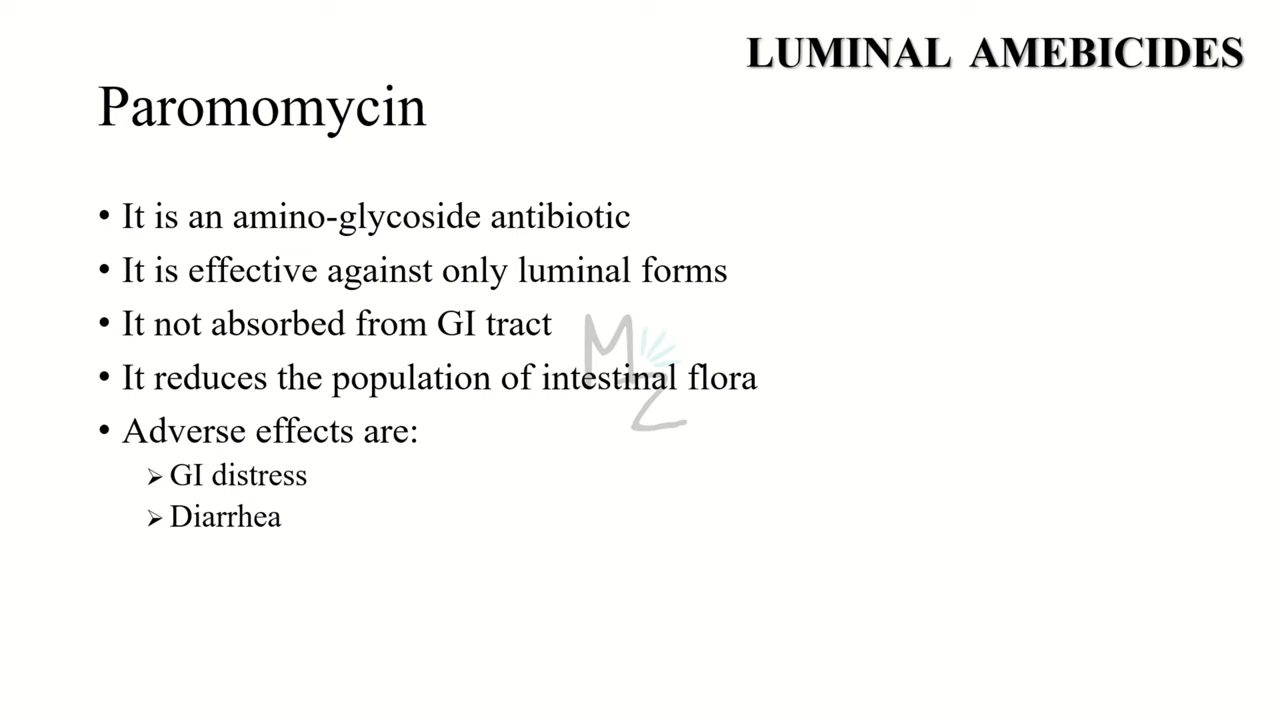 LUMINAL AMEBICIDES
Paromomycin
• It is an amino-glycoside antibiotic
• It is effective against only luminal forms
• It not absorbed from GI tract
• It reduces the population of intestinal flora
• Adverse effects are:
➢ GI distress
➢ Diarrhea
MZ